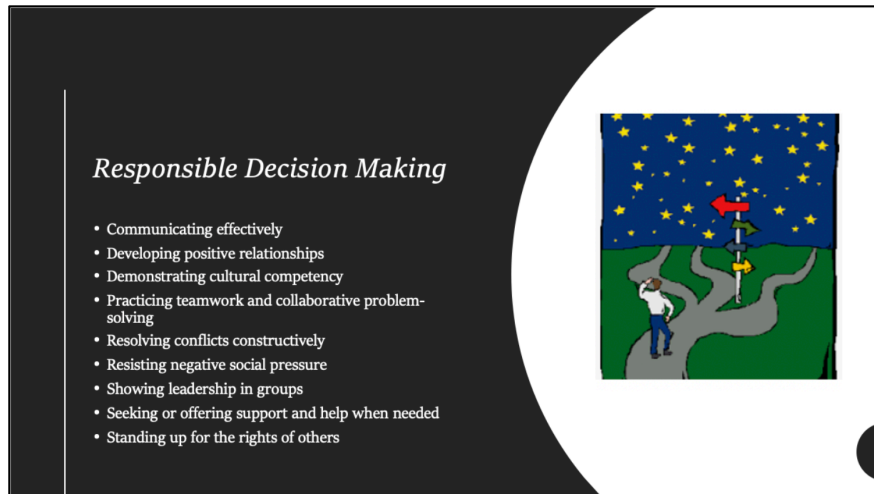 Responsible Decision Making
• Communicating effectively
• Developing positive relationships
• Demonstrating cultural competency
• Practicing teamwork and collaborative problem-
solving
• Resolving conflicts constructively
• Resisting negative social pressure
• Showing leadership in groups
• Seeking or offering support and help when needed
• Standing up for the rights of others